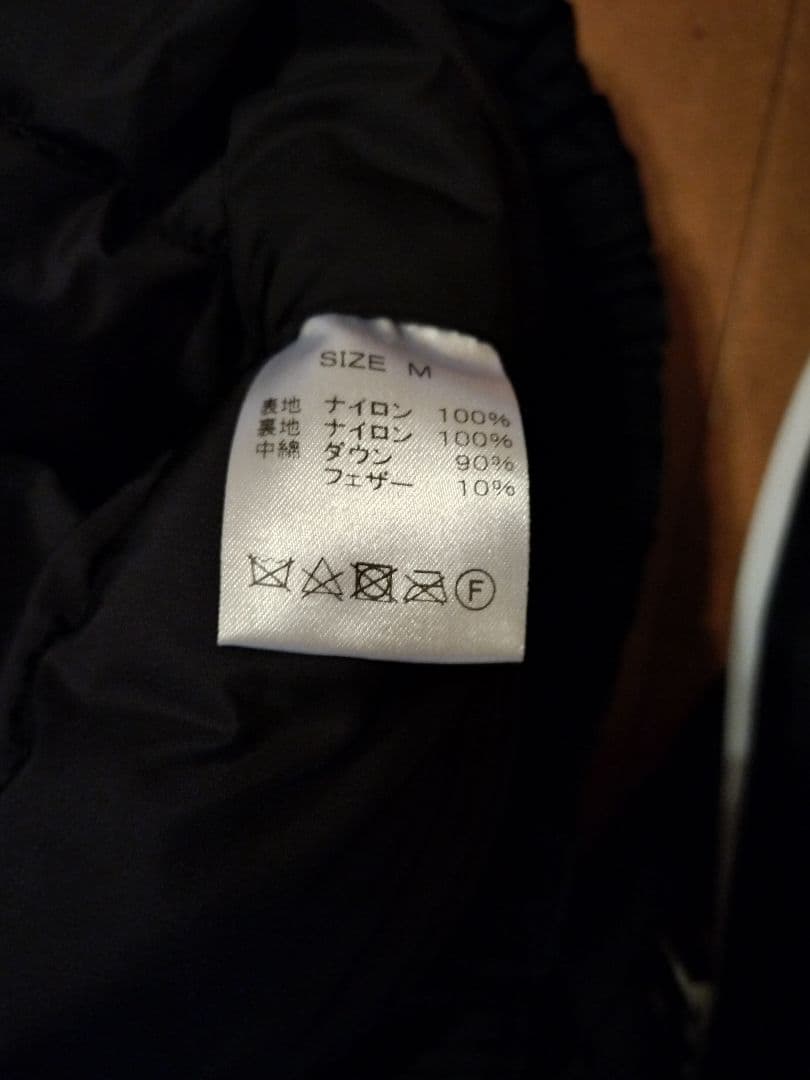 SIZE M
表地 ナイロン 100%
裏地 ナイロン 100%
中綿 ダウン 90%
フェザー 10%
F